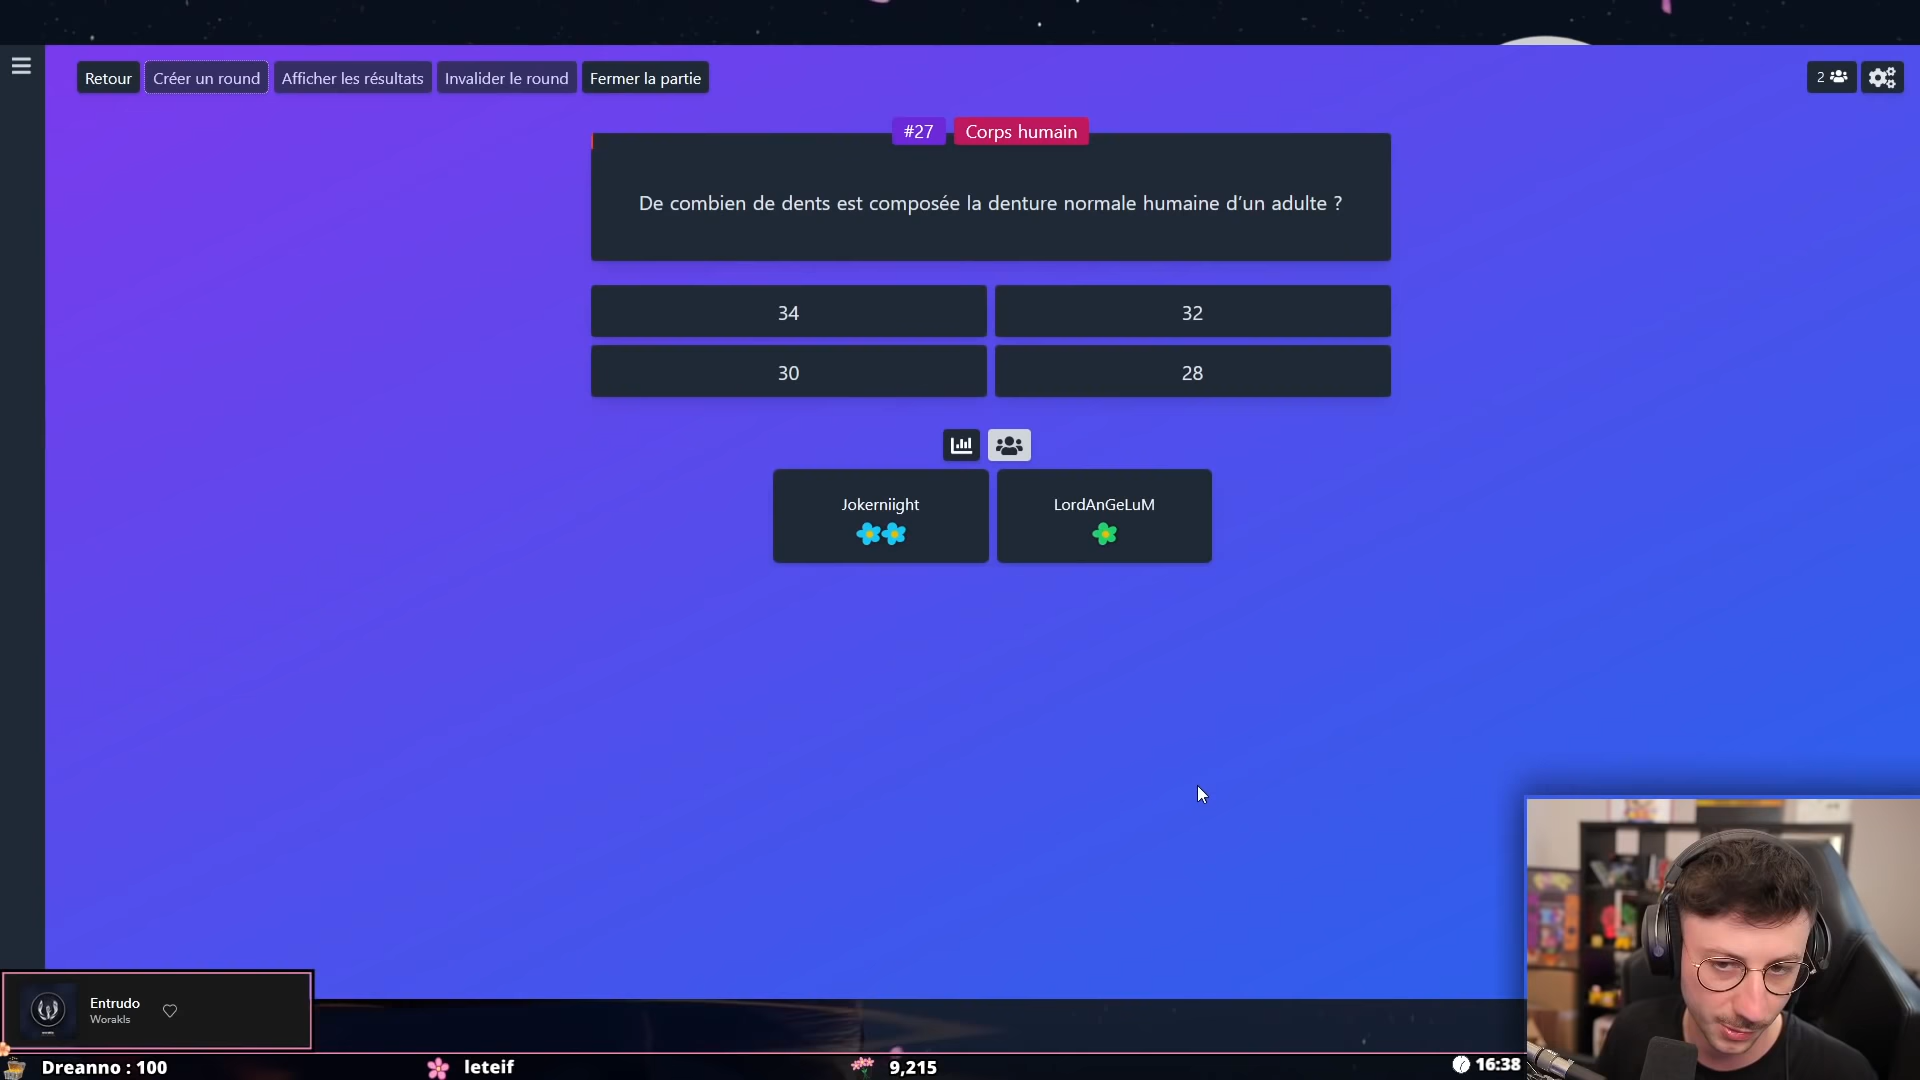 Retour Créer un round Afficher les résultats Invalider le round Fermer la partie 2
#27 Corps humain
De combien de dents est composée la denture normale humaine d'un adulte ?
34 32
30 28
Jokerniight LordAnGeLuM
Entrudo
Worakls
Dreanno : 100 leteif 9,215 16:38